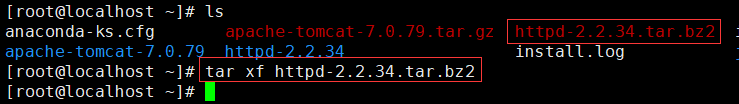 [root@localhost ~]# ls
anaconda-ks.cfg apache-tomcat-7.0.79.tar.gz httpd-2.2.34.tar.bz2
apache-tomcat-7.0.79 httpd-2.2.34 install.log
[root@localhost ~]# tar xf httpd-2.2.34.tar.bz2
[root@localhost ~]#